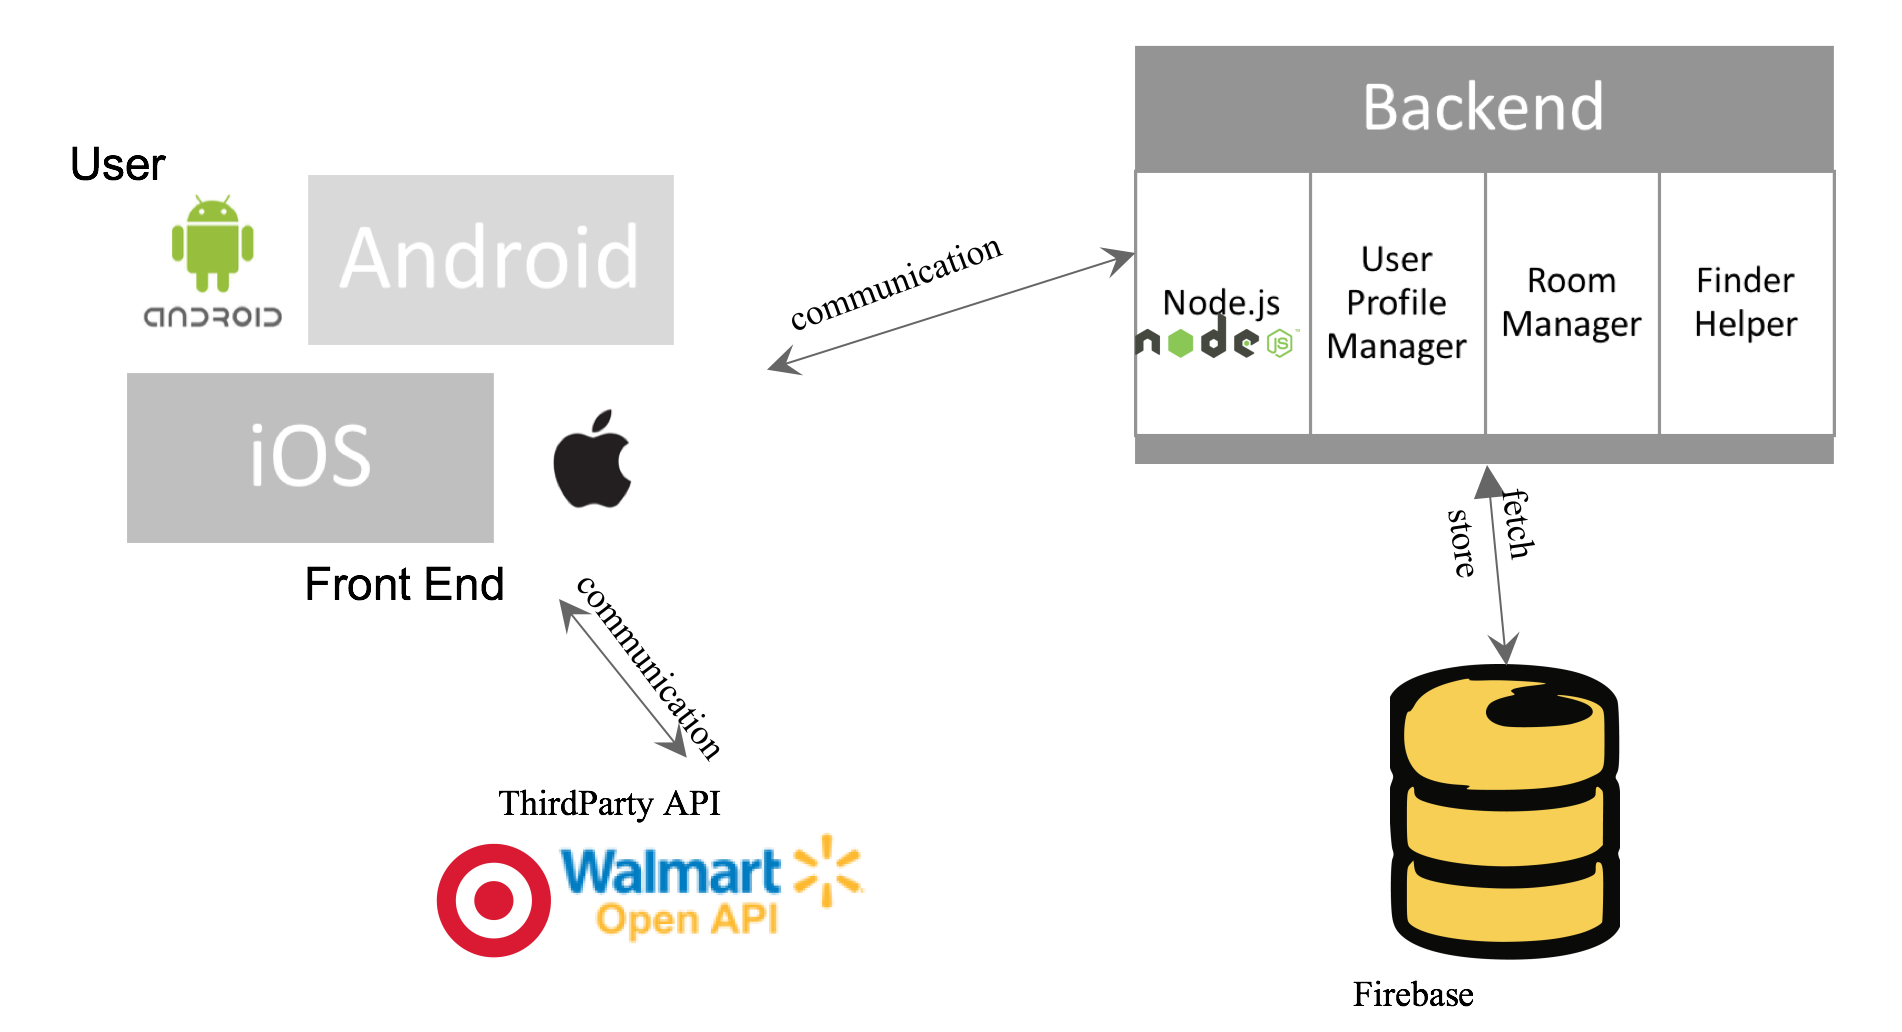 User
ANDROID
Android
iOS
Front End
communication
Backend
Node.js
node
JS
™
User
Profile
Manager
Room
Manager
Finder
Helper
fetch
store
communication
ThirdParty API
Walmart
Open API
Firebase